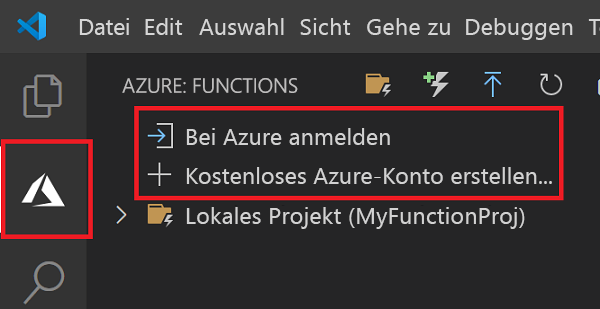 Datei Edit Auswahl Sicht Gehe zu Debuggen
AZURE: FUNCTIONS
Bei Azure anmelden
Kostenloses Azure-Konto erstellen...
Lokales Projekt (MyFunctionProj)